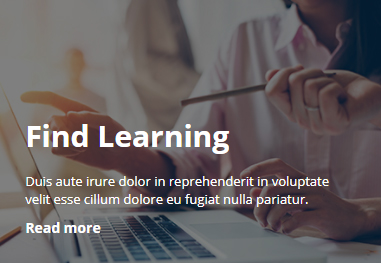 Find Learning
Duis aute irure dolor in reprehenderit in voluptate
velit esse cillum dolore eu fugiat nulla pariatur.
Read more